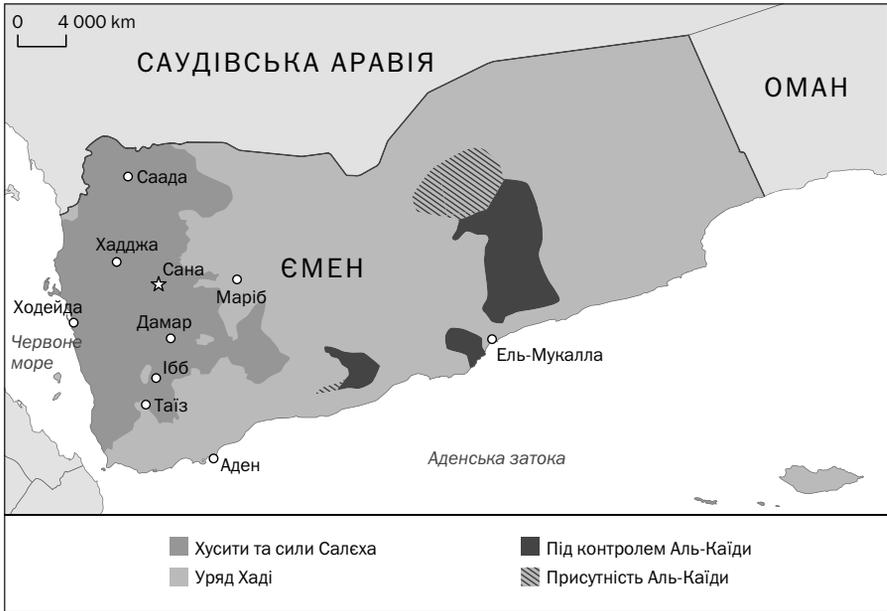 0 4 000 km
САУДІВСЬКА АРАВІЯ
ОМАН
Саада
Хадджа
Сана
ЄМЕН
Маріб
Ходейда
Дамар
Червоне
море
Ель-Мукалла
Ібб
Таїз
Аден
Аденська затока
Хусити та сили Салєха
Під контролем Аль-Каїди
Уряд Хаді
Присутність Аль-Каїди